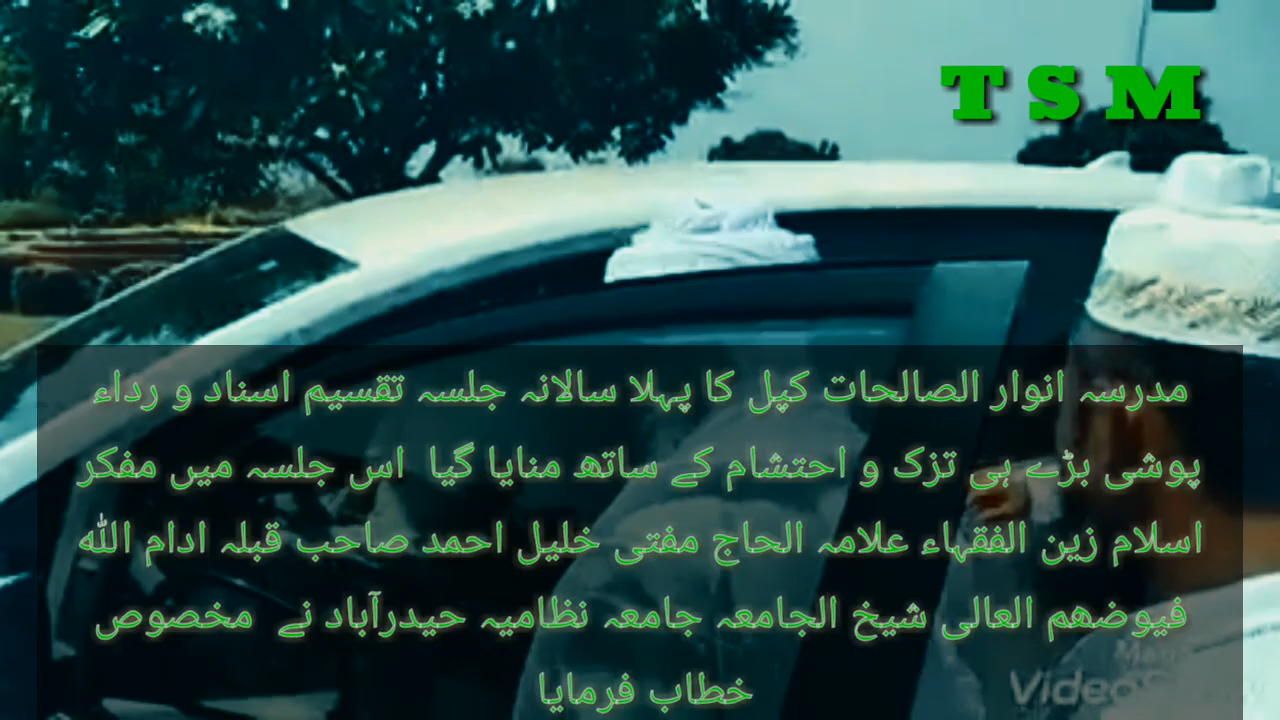 T S M
مدرسہ انوار الصالحات کپل کا پہلا سالانہ جلسہ تقسیم اسناد و رداء
پوشی بڑے ہی تزک و احتشام کے ساتھ منایا گیا اس جلسہ میں مفکر
اسلام زین الفقہاء علامہ الحاج مفتی خلیل احمد صاحب قبلہ ادام اللہ
فیوضھم العالی شیخ الجامعہ جامعہ نظامیہ حیدرآباد نے مخصوص
خطاب فرمایا
Video